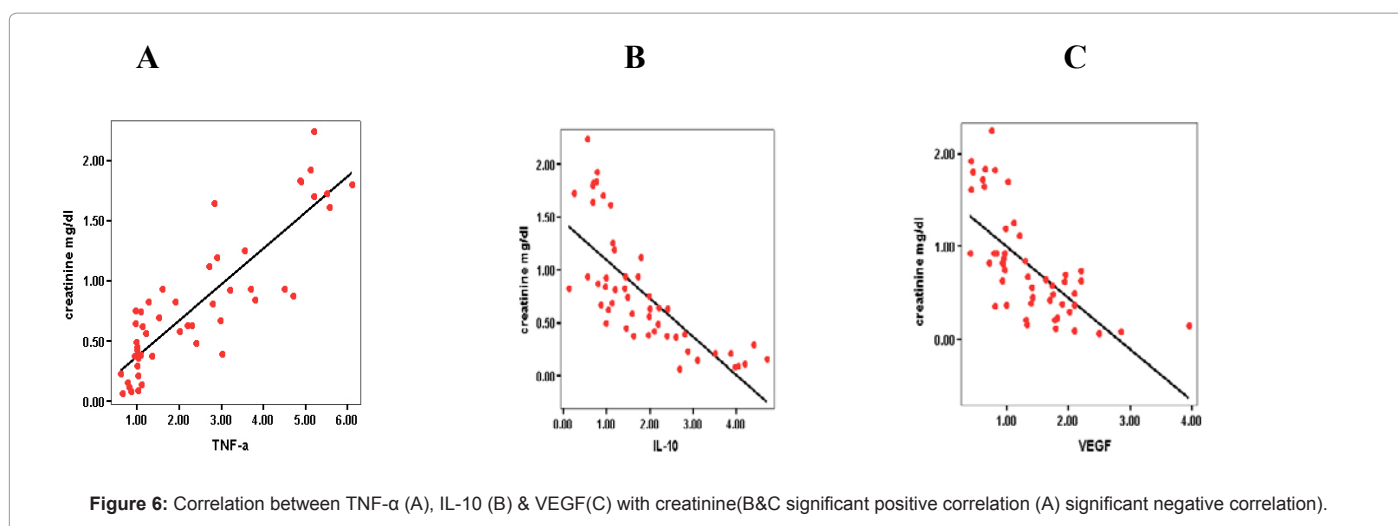 A
B
C
creatinine mg/dl
2.00
1.50
1.00
0.50
0.00
1.00 2.00 3.00 4.00 5.00 6.00
TNF-a
creatinine mg/dl
2.00
1.50
1.00
0.50
0.00
0.00 1.00 2.00 3.00 4.00
IL-10
creatinine mg/dl
2.00
1.00
0.00
1.00 2.00 3.00 4.00
VEGF
Figure 6: Correlation between TNF-α (A), IL-10 (B) & VEGF(C) with creatinine(B&C significant positive correlation (A) significant negative correlation).